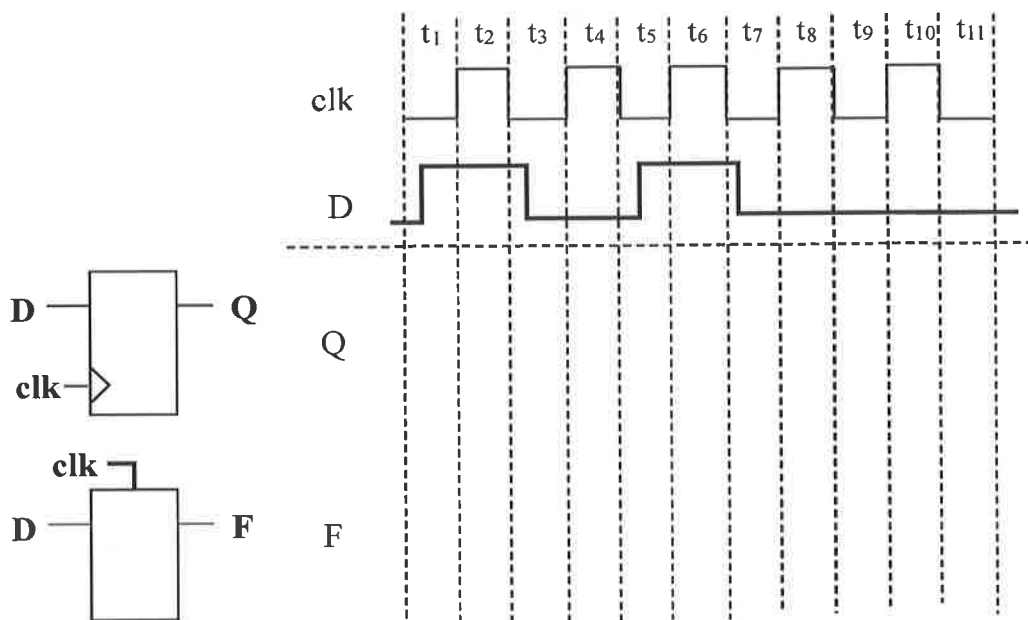 t₁ t₂ t₃ t₄ t₅ t₆ t₇ t₈ t₉ t₁₀ t₁₁
clk
D
D Q
clk
Q
clk
D F
F